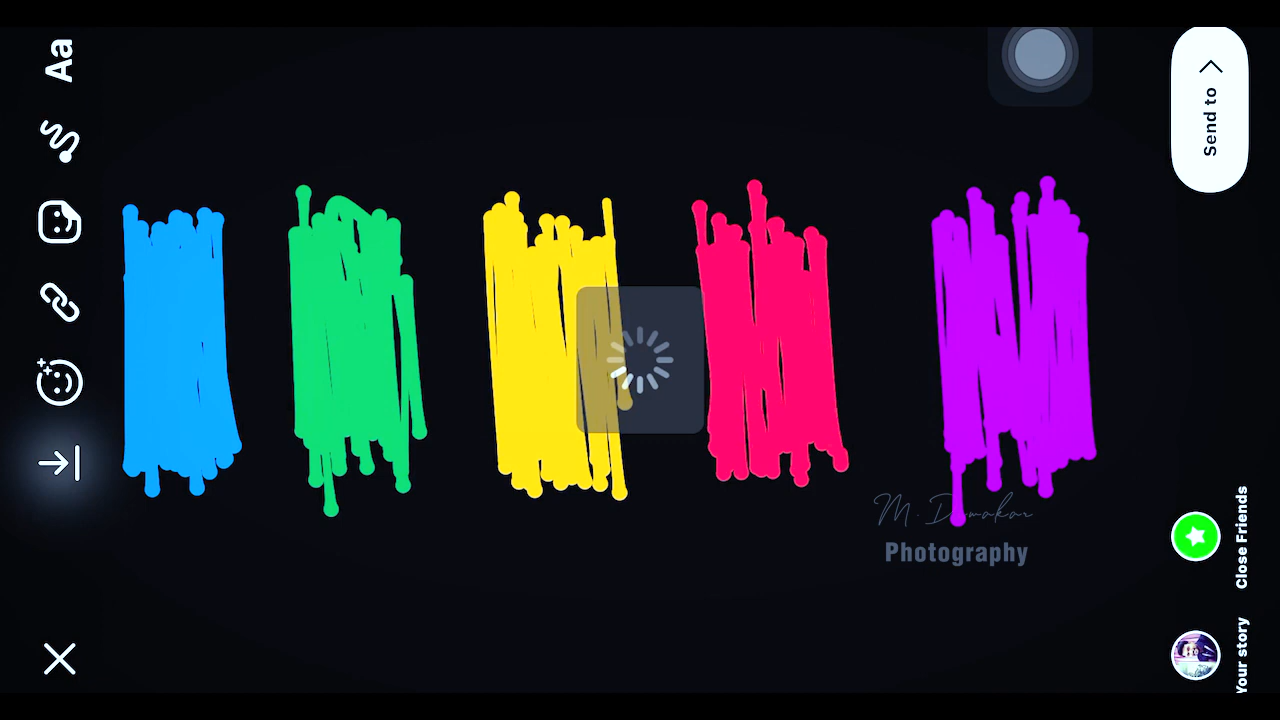 Aa
Send to
M. D
Photography
Close Friends
Your story